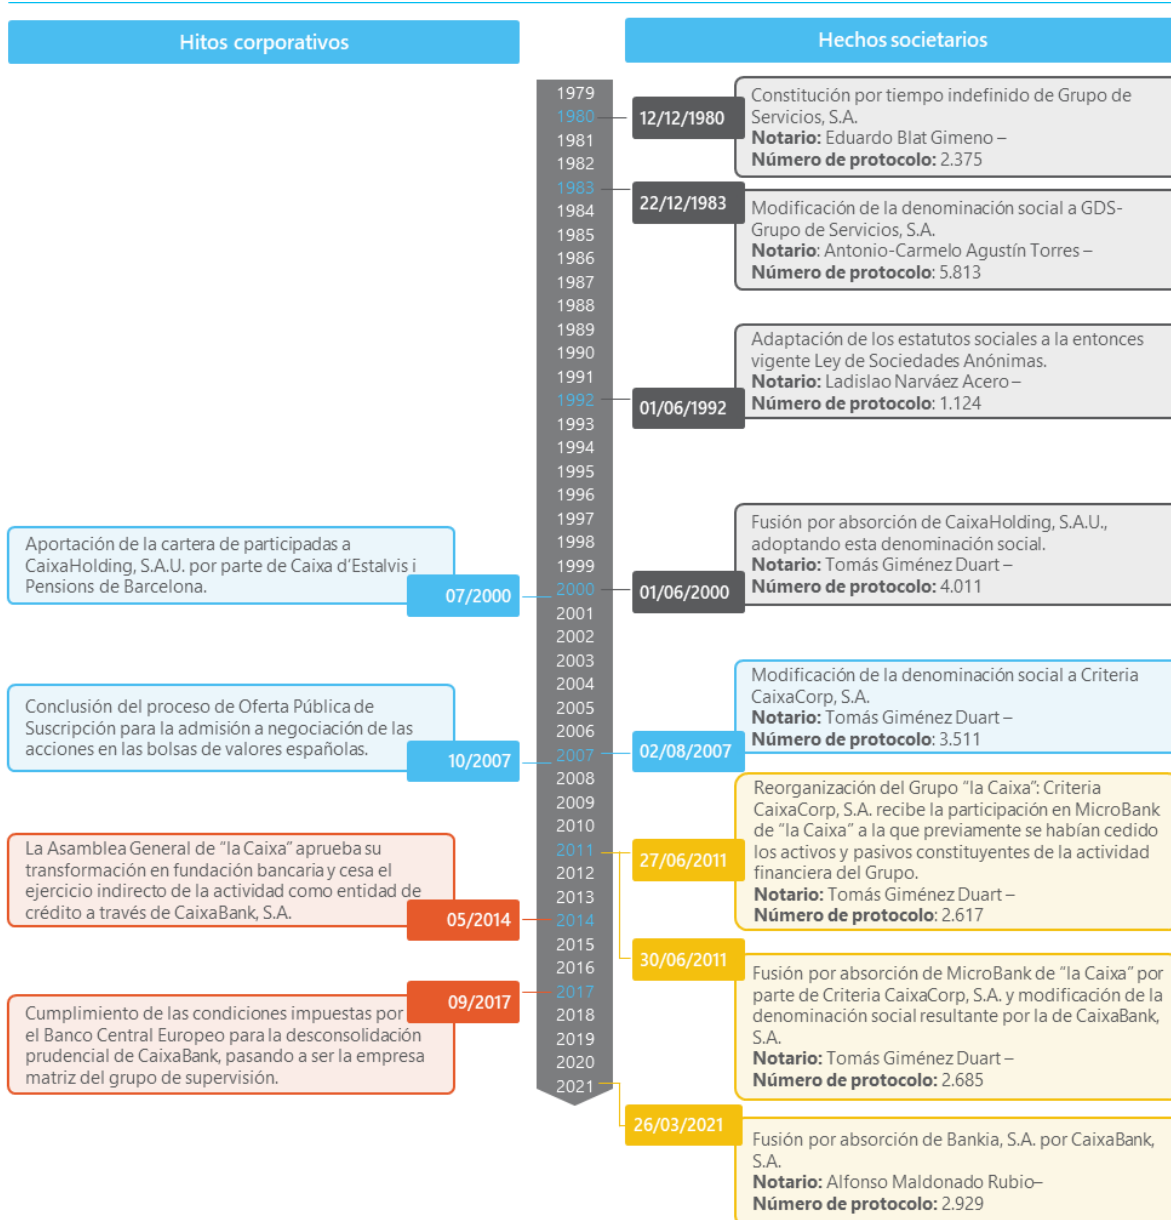 Hitos corporativos
Hechos societarios
1979
1980
1981
1982
1983
1984
1985
1986
1987
1988
1989
1990
1991
1992
1993
1994
1995
1996
1997
1998
1999
2000
2001
2002
2003
2004
2005
2006
2007
2008
2009
2010
2011
2012
2013
2014
2015
2016
2017
2018
2019
2020
2021
Aportación de la cartera de participadas a
CaixaHolding, S.A.U. por parte de Caixa d'Estalvis i
Pensions de Barcelona.
07/2000
Conclusión del proceso de Oferta Pública de
Suscripción para la admisión a negociación de las
acciones en las bolsas de valores españolas.
10/2007
La Asamblea General de "la Caixa" aprueba su
transformación en fundación bancaria y cesa el
ejercicio indirecto de la actividad como entidad de
crédito a través de CaixaBank, S.A.
05/2014
09/2017
Cumplimiento de las condiciones impuestas por
el Banco Central Europeo para la desconsolidación
prudencial de CaixaBank, pasando a ser la empresa
matriz del grupo de supervisión.
12/12/1980
Constitución por tiempo indefinido de Grupo de
Servicios, S.A.
Notario: Eduardo Blat Gimeno –
Número de protocolo: 2.375
22/12/1983
Modificación de la denominación social a GDS-
Grupo de Servicios, S.A.
Notario: Antonio-Carmelo Agustín Torres –
Número de protocolo: 5.813
Adaptación de los estatutos sociales a la entonces
vigente Ley de Sociedades Anónimas.
Notario: Ladislao Narváez Acero –
Número de protocolo: 1.124
01/06/1992
Fusión por absorción de CaixaHolding, S.A.U.,
adoptando esta denominación social.
Notario: Tomás Giménez Duart –
Número de protocolo: 4.011
01/06/2000
Modificación de la denominación social a Criteria
CaixaCorp, S.A.
Notario: Tomás Giménez Duart –
Número de protocolo: 3.511
02/08/2007
Reorganización del Grupo "la Caixa": Criteria
CaixaCorp, S.A. recibe la participación en MicroBank
de "la Caixa" a la que previamente se habían cedido
los activos y pasivos constituyentes de la actividad
financiera del Grupo.
Notario: Tomás Giménez Duart –
Número de protocolo: 2.617
27/06/2011
30/06/2011
Fusión por absorción de MicroBank de "la Caixa" por
parte de Criteria CaixaCorp, S.A. y modificación de la
denominación social resultante por la de CaixaBank,
S.A.
Notario: Tomás Giménez Duart –
Número de protocolo: 2.685
26/03/2021
Fusión por absorción de Bankia, S.A. por CaixaBank,
S.A.
Notario: Alfonso Maldonado Rubio–
Número de protocolo: 2.929